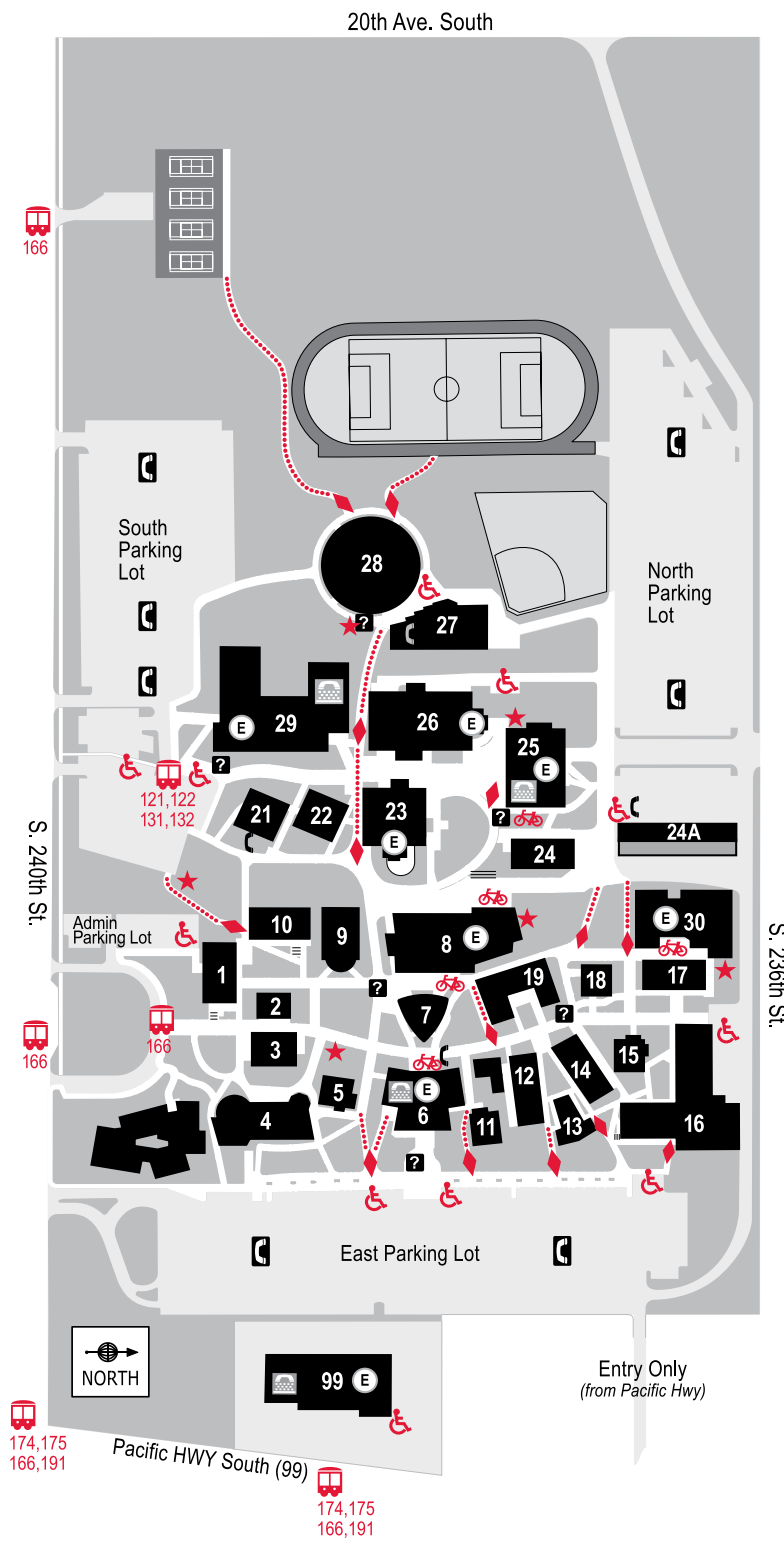 20th Ave. South
166
South
Parking
Lot
North
Parking
Lot
28
?
27
29
E
26
E
25
E
?
121,122
131,132
21
22
23
E
?
24
24A
S. 240th St.
Admin
Parking Lot
10
9
8
E
30
E
S. 236th St.
1
19
18
17
?
2
7
?
166
166
3
5
6
E
12
14
15
4
11
13
16
?
East Parking Lot
NORTH
99
E
Entry Only
(from Pacific Hwy)
174,175
166,191
Pacific HWY South (99)
174,175
166,191